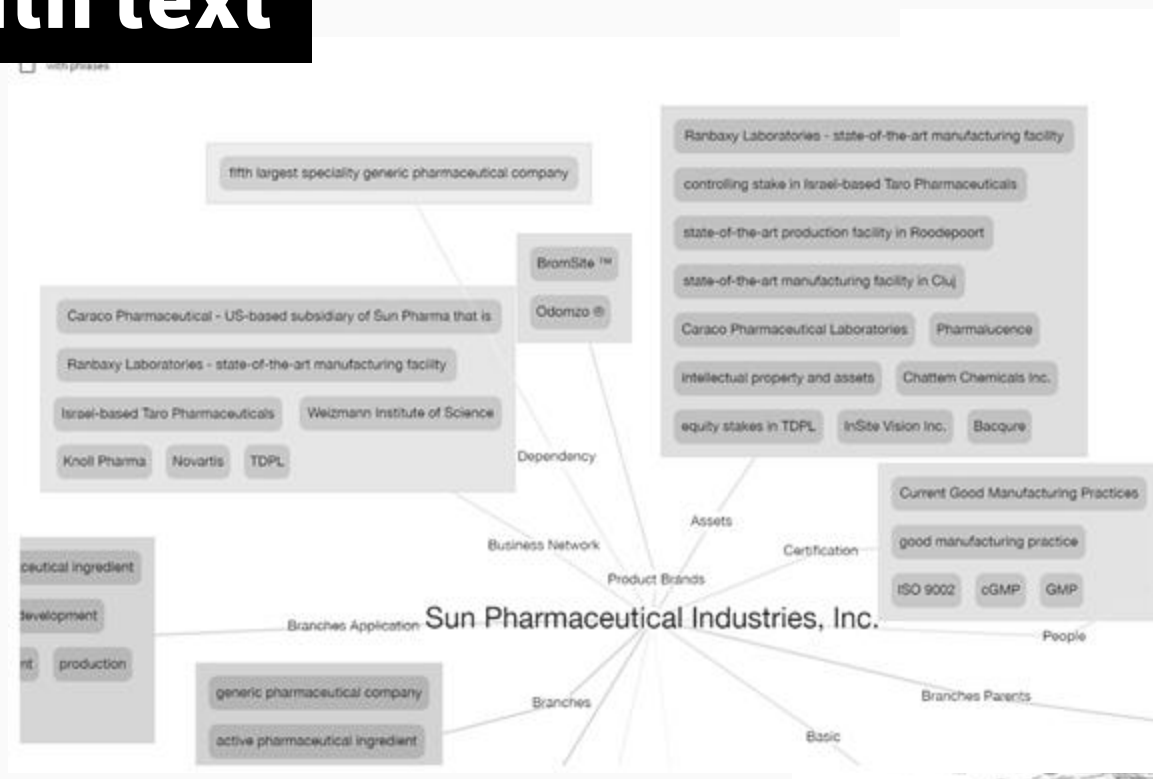 th text
with phrases
fifth largest speciality generic pharmaceutical company
BromSite ™
Odomzo ®
Ranbaxy Laboratories - state-of-the-art manufacturing facility
controlling stake in Israel-based Taro Pharmaceuticals
state-of-the-art production facility in Roodepoort
state-of-the-art manufacturing facility in Cluj
Caraco Pharmaceutical Laboratories Pharmalucence
intellectual property and assets Chattem Chemicals Inc.
equity stakes in TDPL InSite Vision Inc. Bacqure
Caraco Pharmaceutical - US-based subsidiary of Sun Pharma that is
Ranbaxy Laboratories - state-of-the-art manufacturing facility
Israel-based Taro Pharmaceuticals Weizmann Institute of Science
Knoll Pharma Novartis TDPL
Dependency
Assets
Business Network
Certification
Product Brands
Current Good Manufacturing Practices
good manufacturing practice
ISO 9002 cGMP GMP
ceutical ingredient
development
nt production
Branches Application
Sun Pharmaceutical Industries, Inc.
People
generic pharmaceutical company
active pharmaceutical ingredient
Branches
Branches Parents
Basic